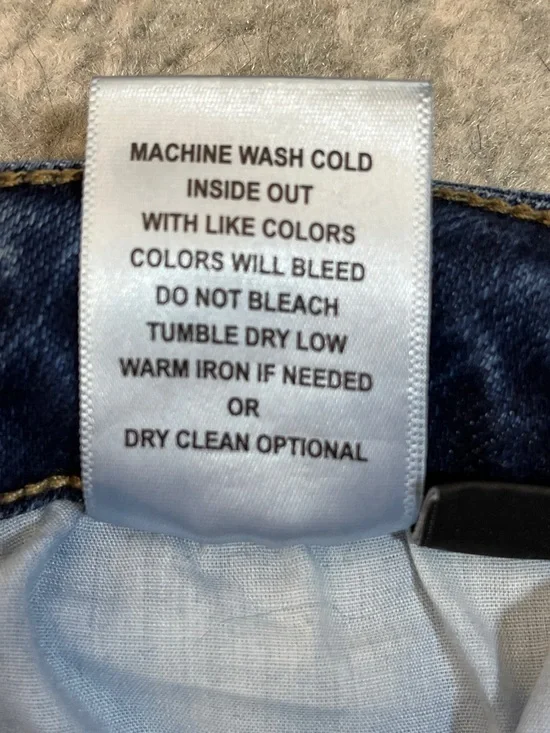 MACHINE WASH COLD
INSIDE OUT
WITH LIKE COLORS
COLORS WILL BLEED
DO NOT BLEACH
TUMBLE DRY LOW
WARM IRON IF NEEDED
OR
DRY CLEAN OPTIONAL